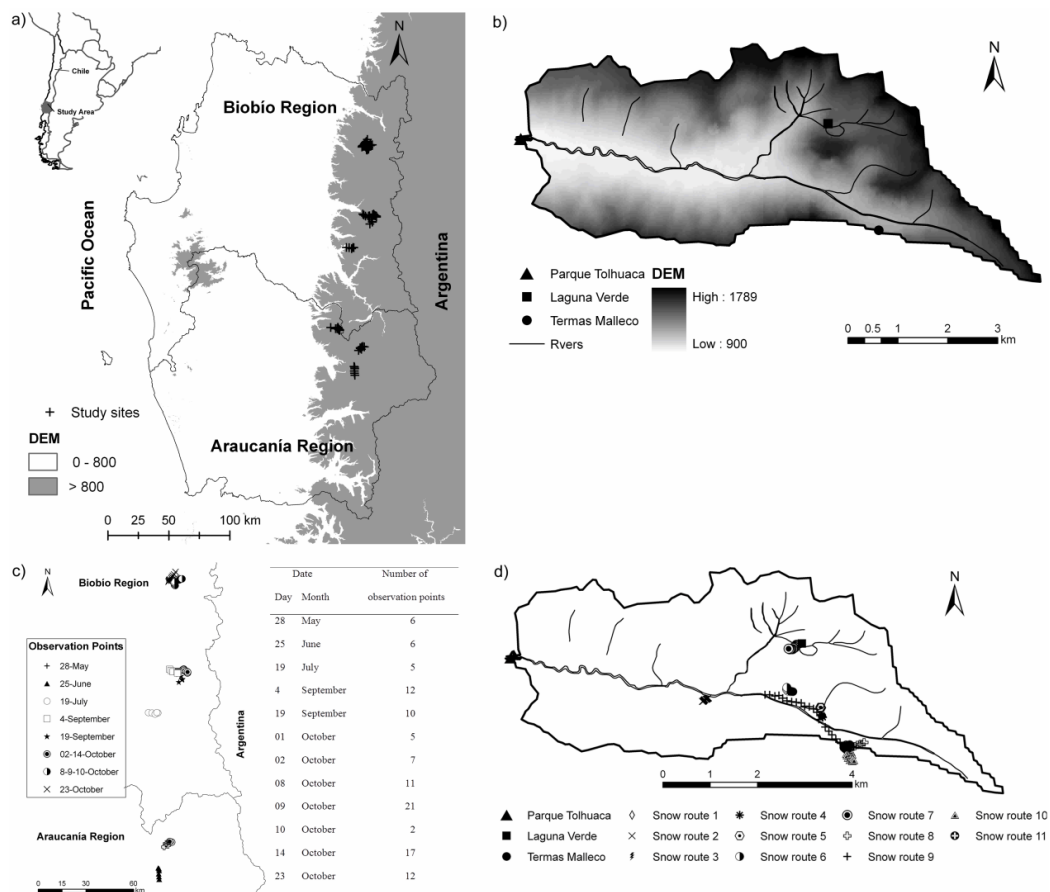 a)
N
Chile
Study Area
Biobío Region
Pacific Ocean
Argentina
Araucanía Region
+ Study sites
DEM
0 - 800
> 800
0 25 50 100 km
b)
N
Parque Tolhuaca
Laguna Verde
Termas Malleco
Rvers
DEM
High : 1789
Low : 900
0 0.5 1 2 3
km
c)
N
Biobio Region
Argentina
Observation Points
28-May
25-June
19-July
4-September
19-September
02-14-October
8-9-10-October
23-October
Araucanía Region
0 15 30 60
km
Date Number of
Day Month observation points
28 May 6
25 June 6
19 July 5
4 September 12
19 September 10
01 October 5
02 October 7
08 October 11
09 October 21
10 October 2
14 October 17
23 October 12
d)
N
0 1 2 4
km
Parque Tolhuaca Snow route 1 Snow route 4 Snow route 7 Snow route 10
Laguna Verde Snow route 2 Snow route 5 Snow route 8 Snow route 11
Termas Malleco Snow route 3 Snow route 6 Snow route 9